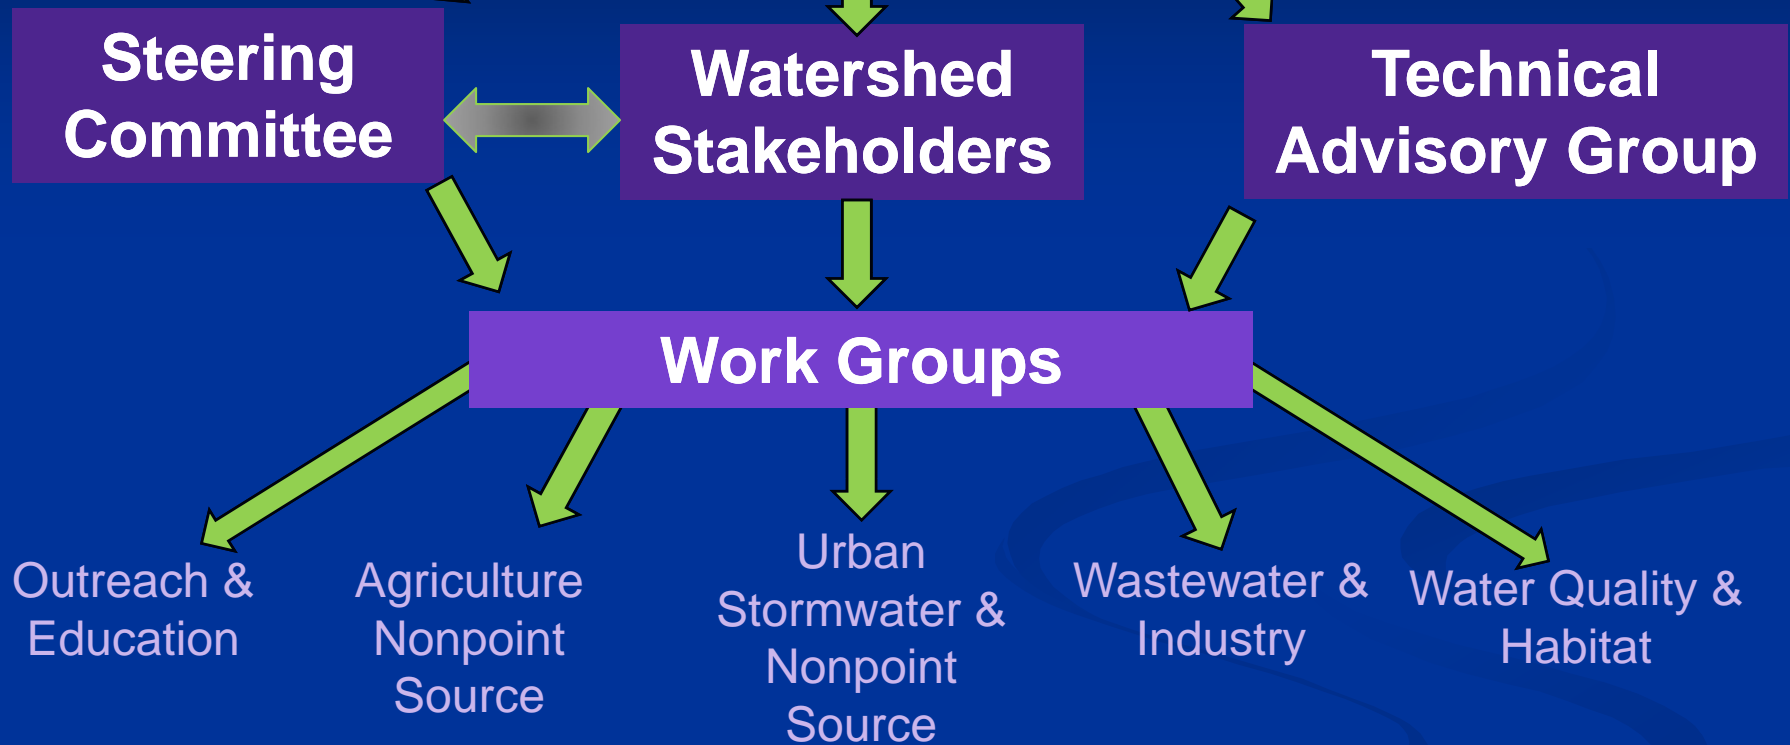 Steering
Committee
Watershed
Stakeholders
Technical
Advisory Group
Work Groups
Outreach &
Education
Agriculture
Nonpoint
Source
Urban
Stormwater &
Nonpoint
Source
Wastewater &
Industry
Water Quality &
Habitat